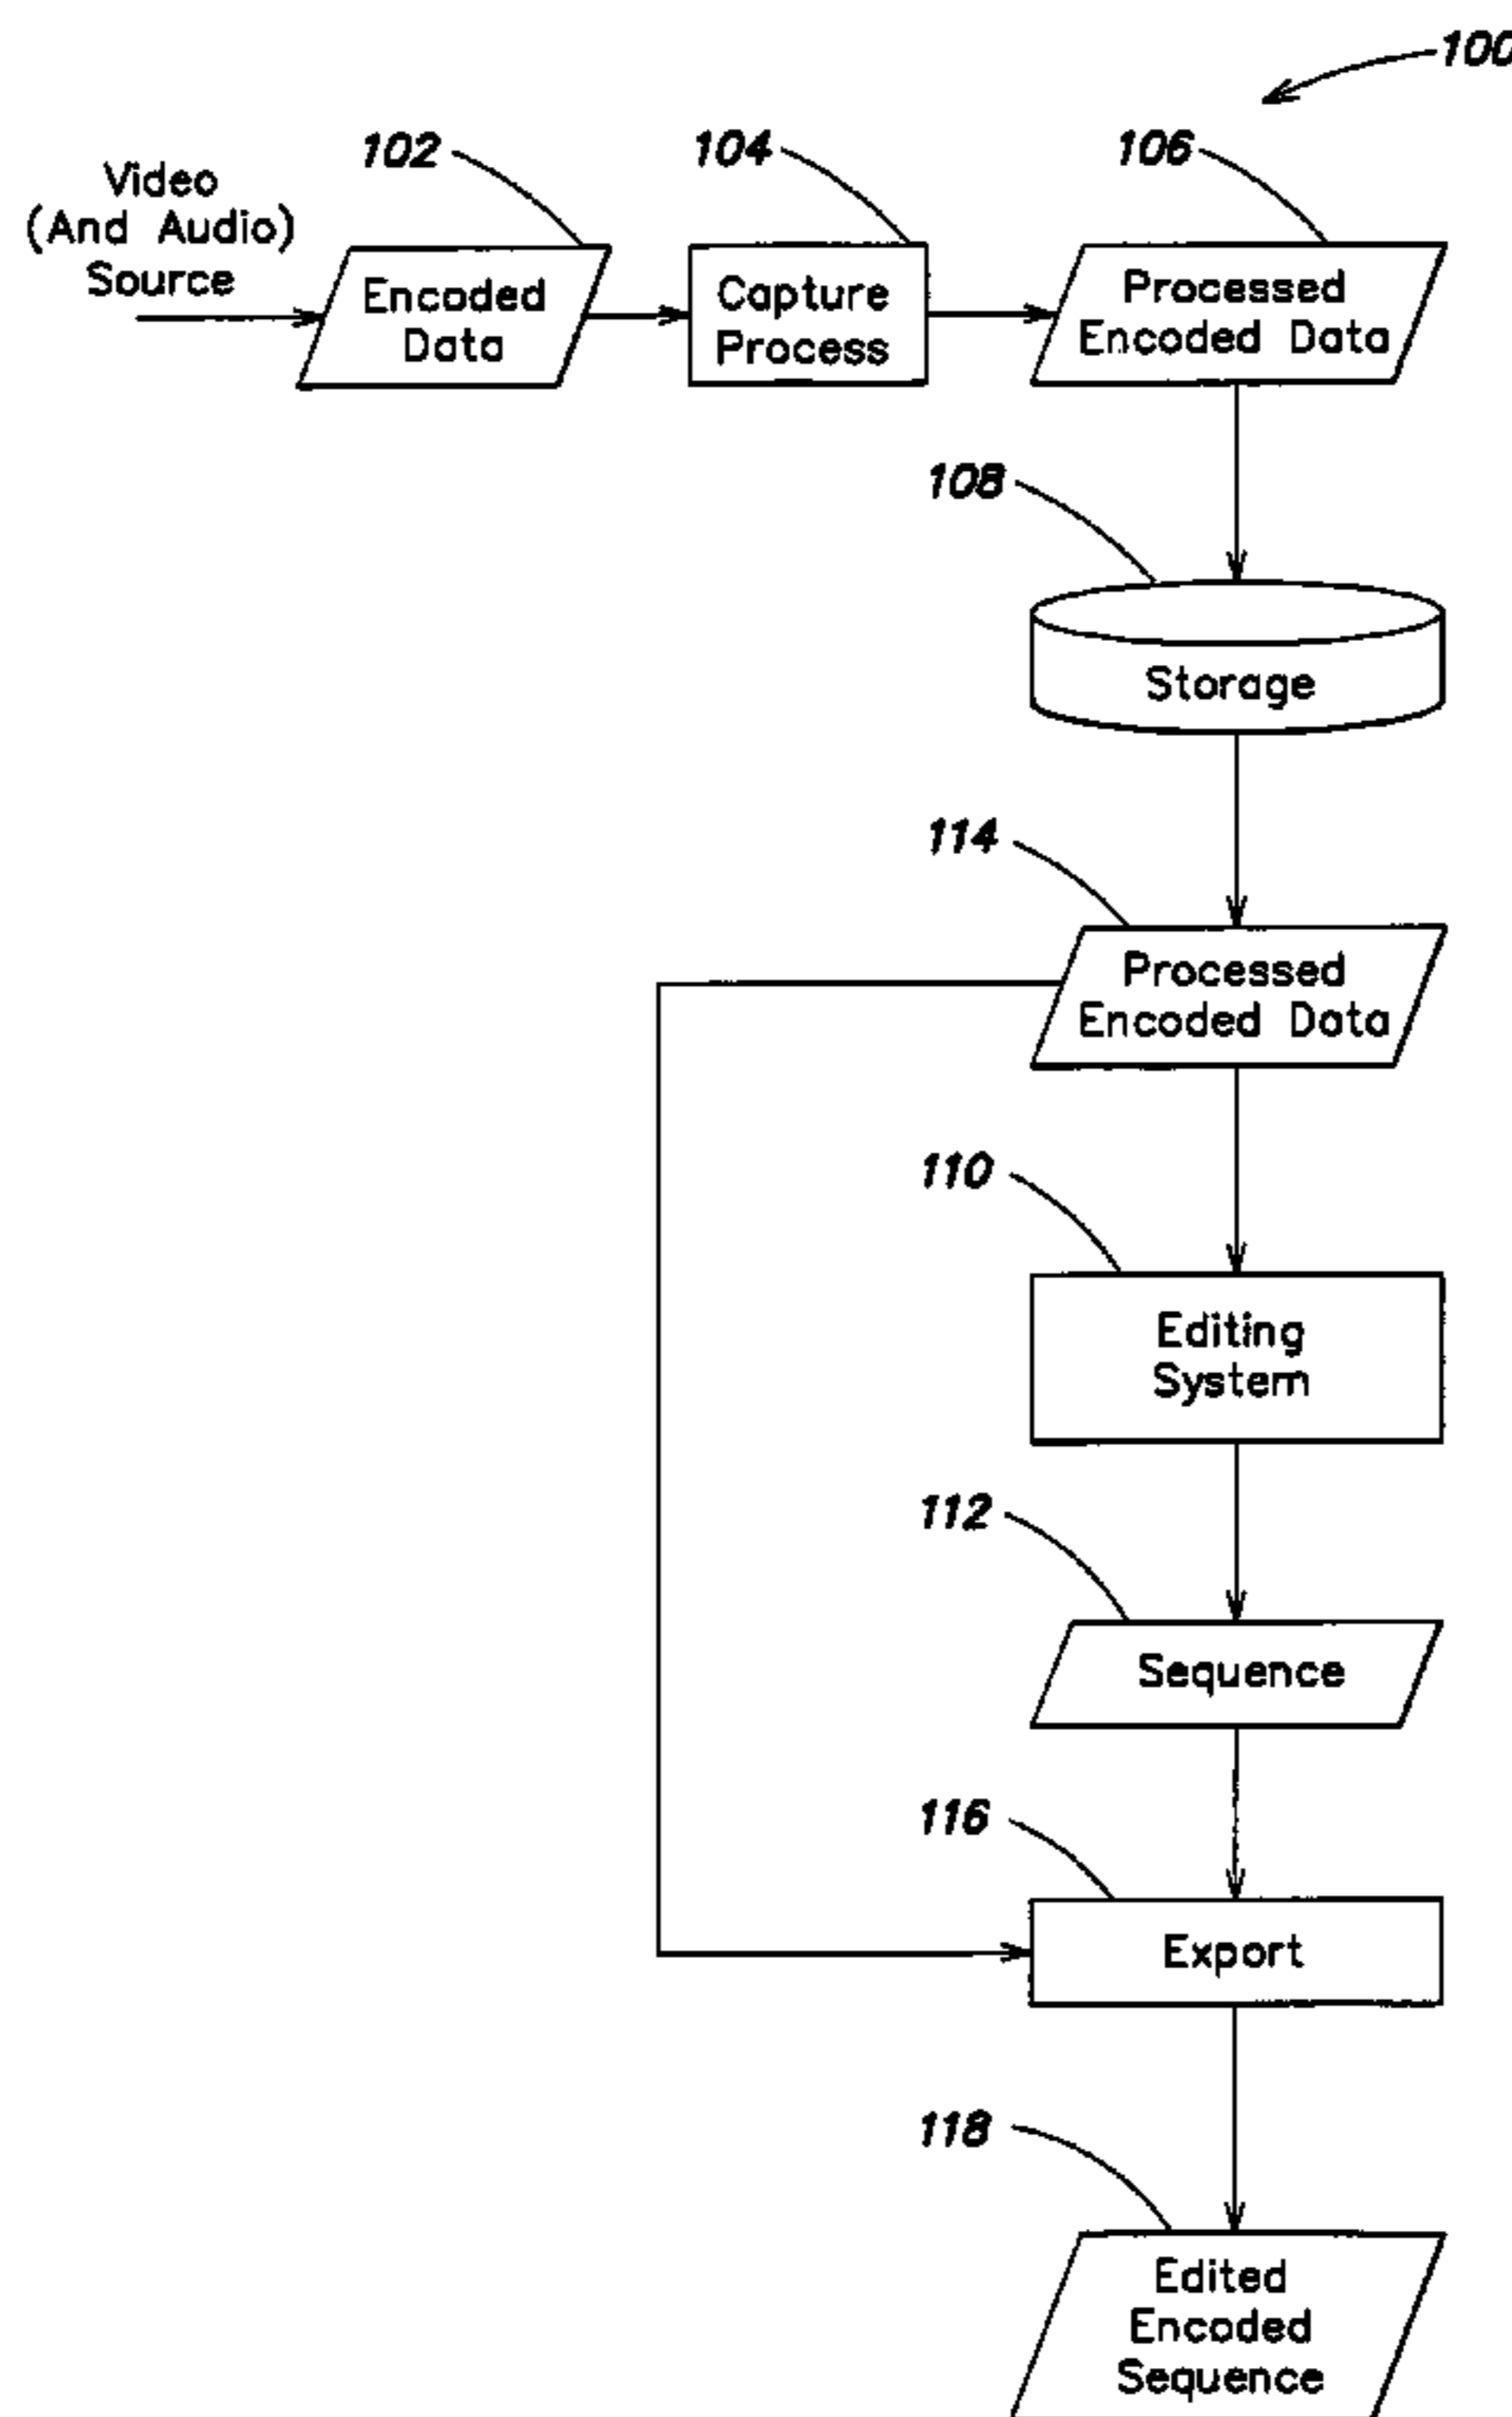 100
102
104
106
Video
(And Audio)
Source
Encoded
Data
Capture
Process
Processed
Encoded Data
108
Storage
114
Processed
Encoded Data
110
Editing
System
112
Sequence
116
Export
118
Edited
Encoded
Sequence